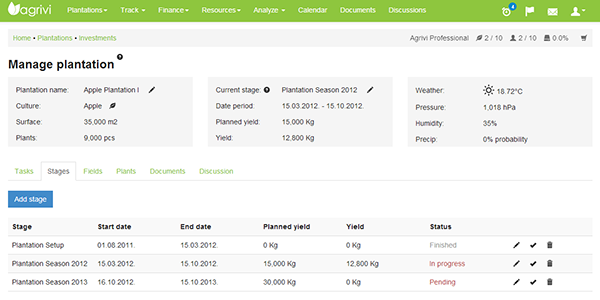 agrivi Plantations Track Finance Resources Analyze Calendar Documents Discussions 4
Home • Plantations • Investments Agrivi Professional 2 / 10 2 / 10 0.0%
Manage plantation ?
Plantation name: Apple Plantation I Current stage: ? Plantation Season 2012 Weather: 18.72°C
Culture: Apple Date period: 15.03.2012. - 15.10.2012. Pressure: 1,018 hPa
Surface: 35,000 m2 Planned yield: 15,000 Kg Humidity: 35%
Plants: 9,000 pcs Yield: 12,800 Kg Precip: 0% probability
Tasks Stages Fields Plants Documents Discussion
Add stage
Stage Start date End date Planned yield Yield Status
Plantation Setup 01.08.2011. 15.03.2012. 0 Kg 0 Kg Finished
Plantation Season 2012 15.03.2012. 15.10.2012. 15,000 Kg 12,800 Kg In progress
Plantation Season 2013 16.10.2012. 15.10.2013. 30,000 Kg 0 Kg Pending